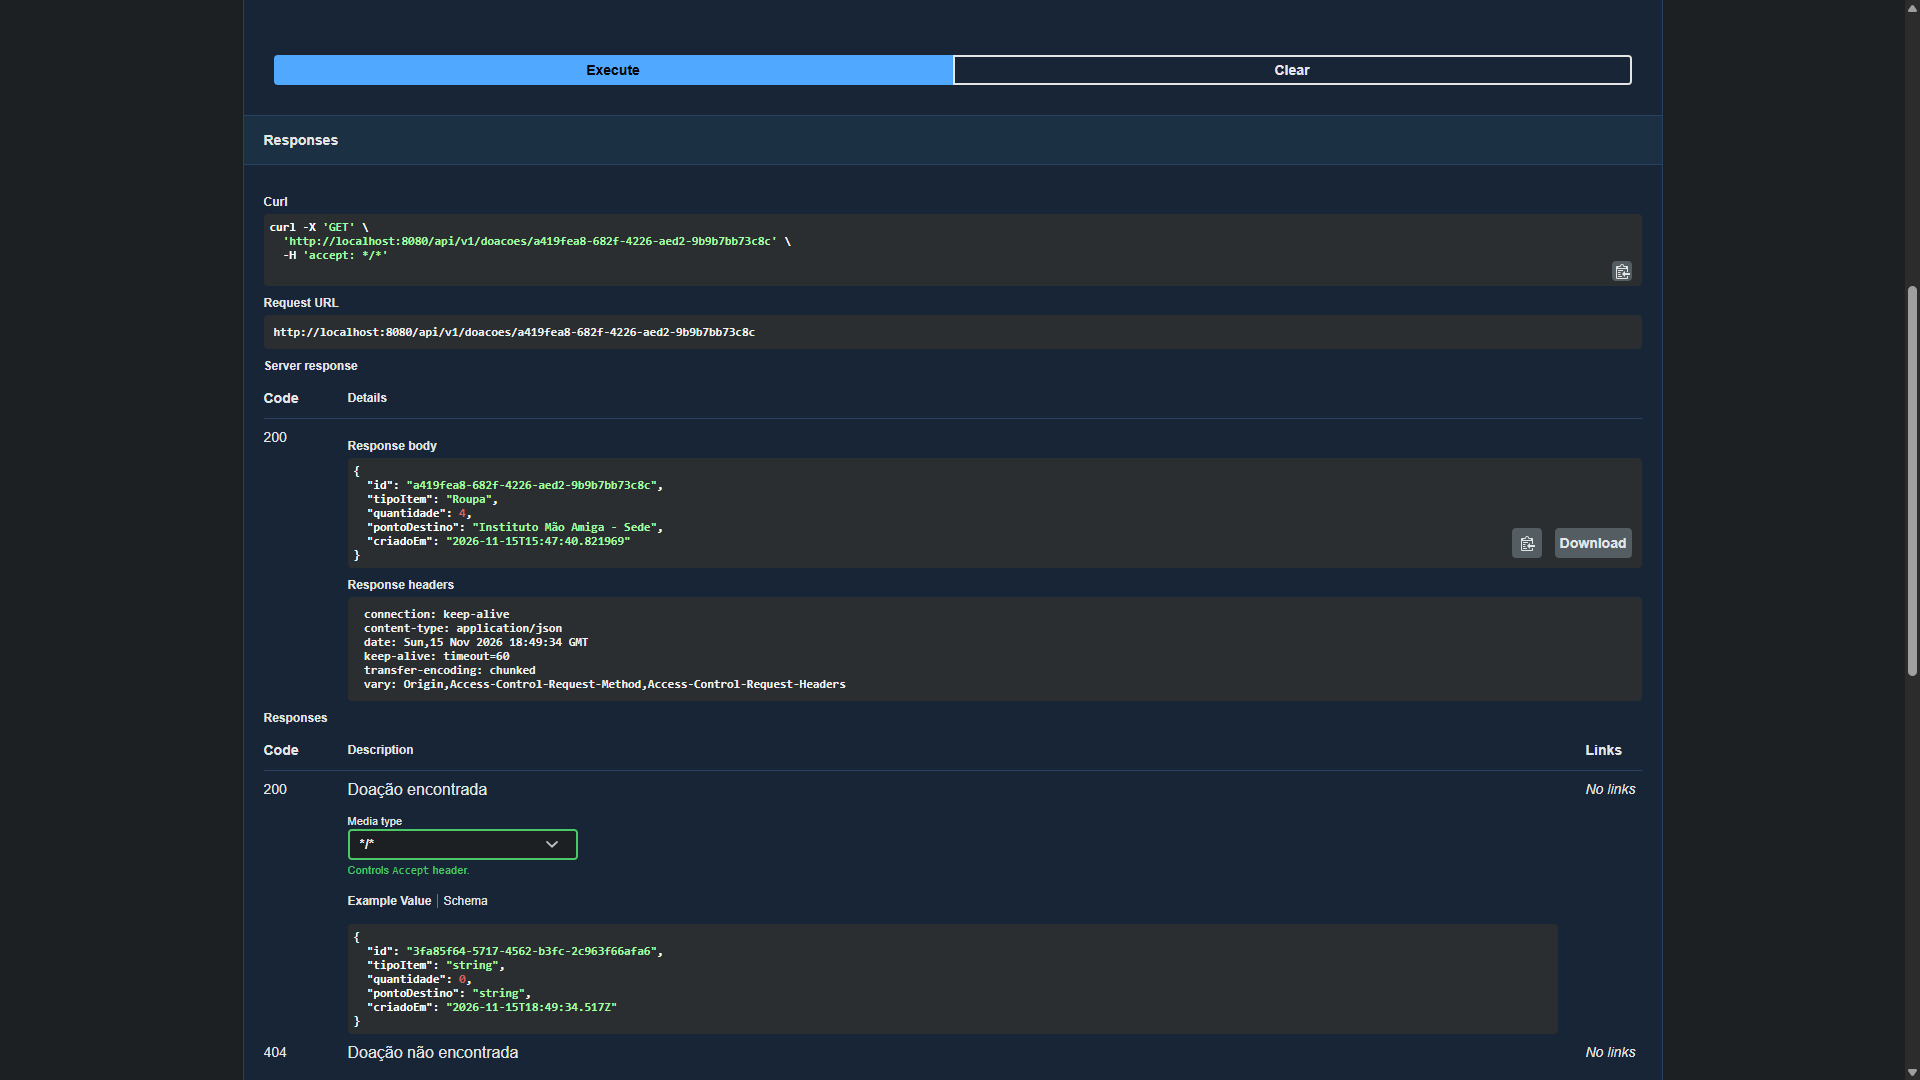 Execute
Clear
Responses
Curl
curl -X 'GET' \
  'http://localhost:8080/api/v1/doacoes/a419fea8-682f-4226-aed2-9b9b7bb73c8c' \
  -H 'accept: */*'
Request URL
http://localhost:8080/api/v1/doacoes/a419fea8-682f-4226-aed2-9b9b7bb73c8c
Server response
Code Details
200
Response body
{
  "id": "a419fea8-682f-4226-aed2-9b9b7bb73c8c",
  "tipoItem": "Roupa",
  "quantidade": 4,
  "pontoDestino": "Instituto Mão Amiga - Sede",
  "criadoEm": "2026-11-15T15:47:40.821969"
}
Download
Response headers
connection: keep-alive
content-type: application/json
date: Sun,15 Nov 2026 18:49:34 GMT
keep-alive: timeout=60
transfer-encoding: chunked
vary: Origin,Access-Control-Request-Method,Access-Control-Request-Headers
Responses
Code Description Links
200 Doação encontrada No links
Media type
*/*
Controls Accept header.
Example Value | Schema
{
  "id": "3fa85f64-5717-4562-b3fc-2c963f66afa6",
  "tipoItem": "string",
  "quantidade": 0,
  "pontoDestino": "string",
  "criadoEm": "2026-11-15T18:49:34.517Z"
}
404 Doação não encontrada No links